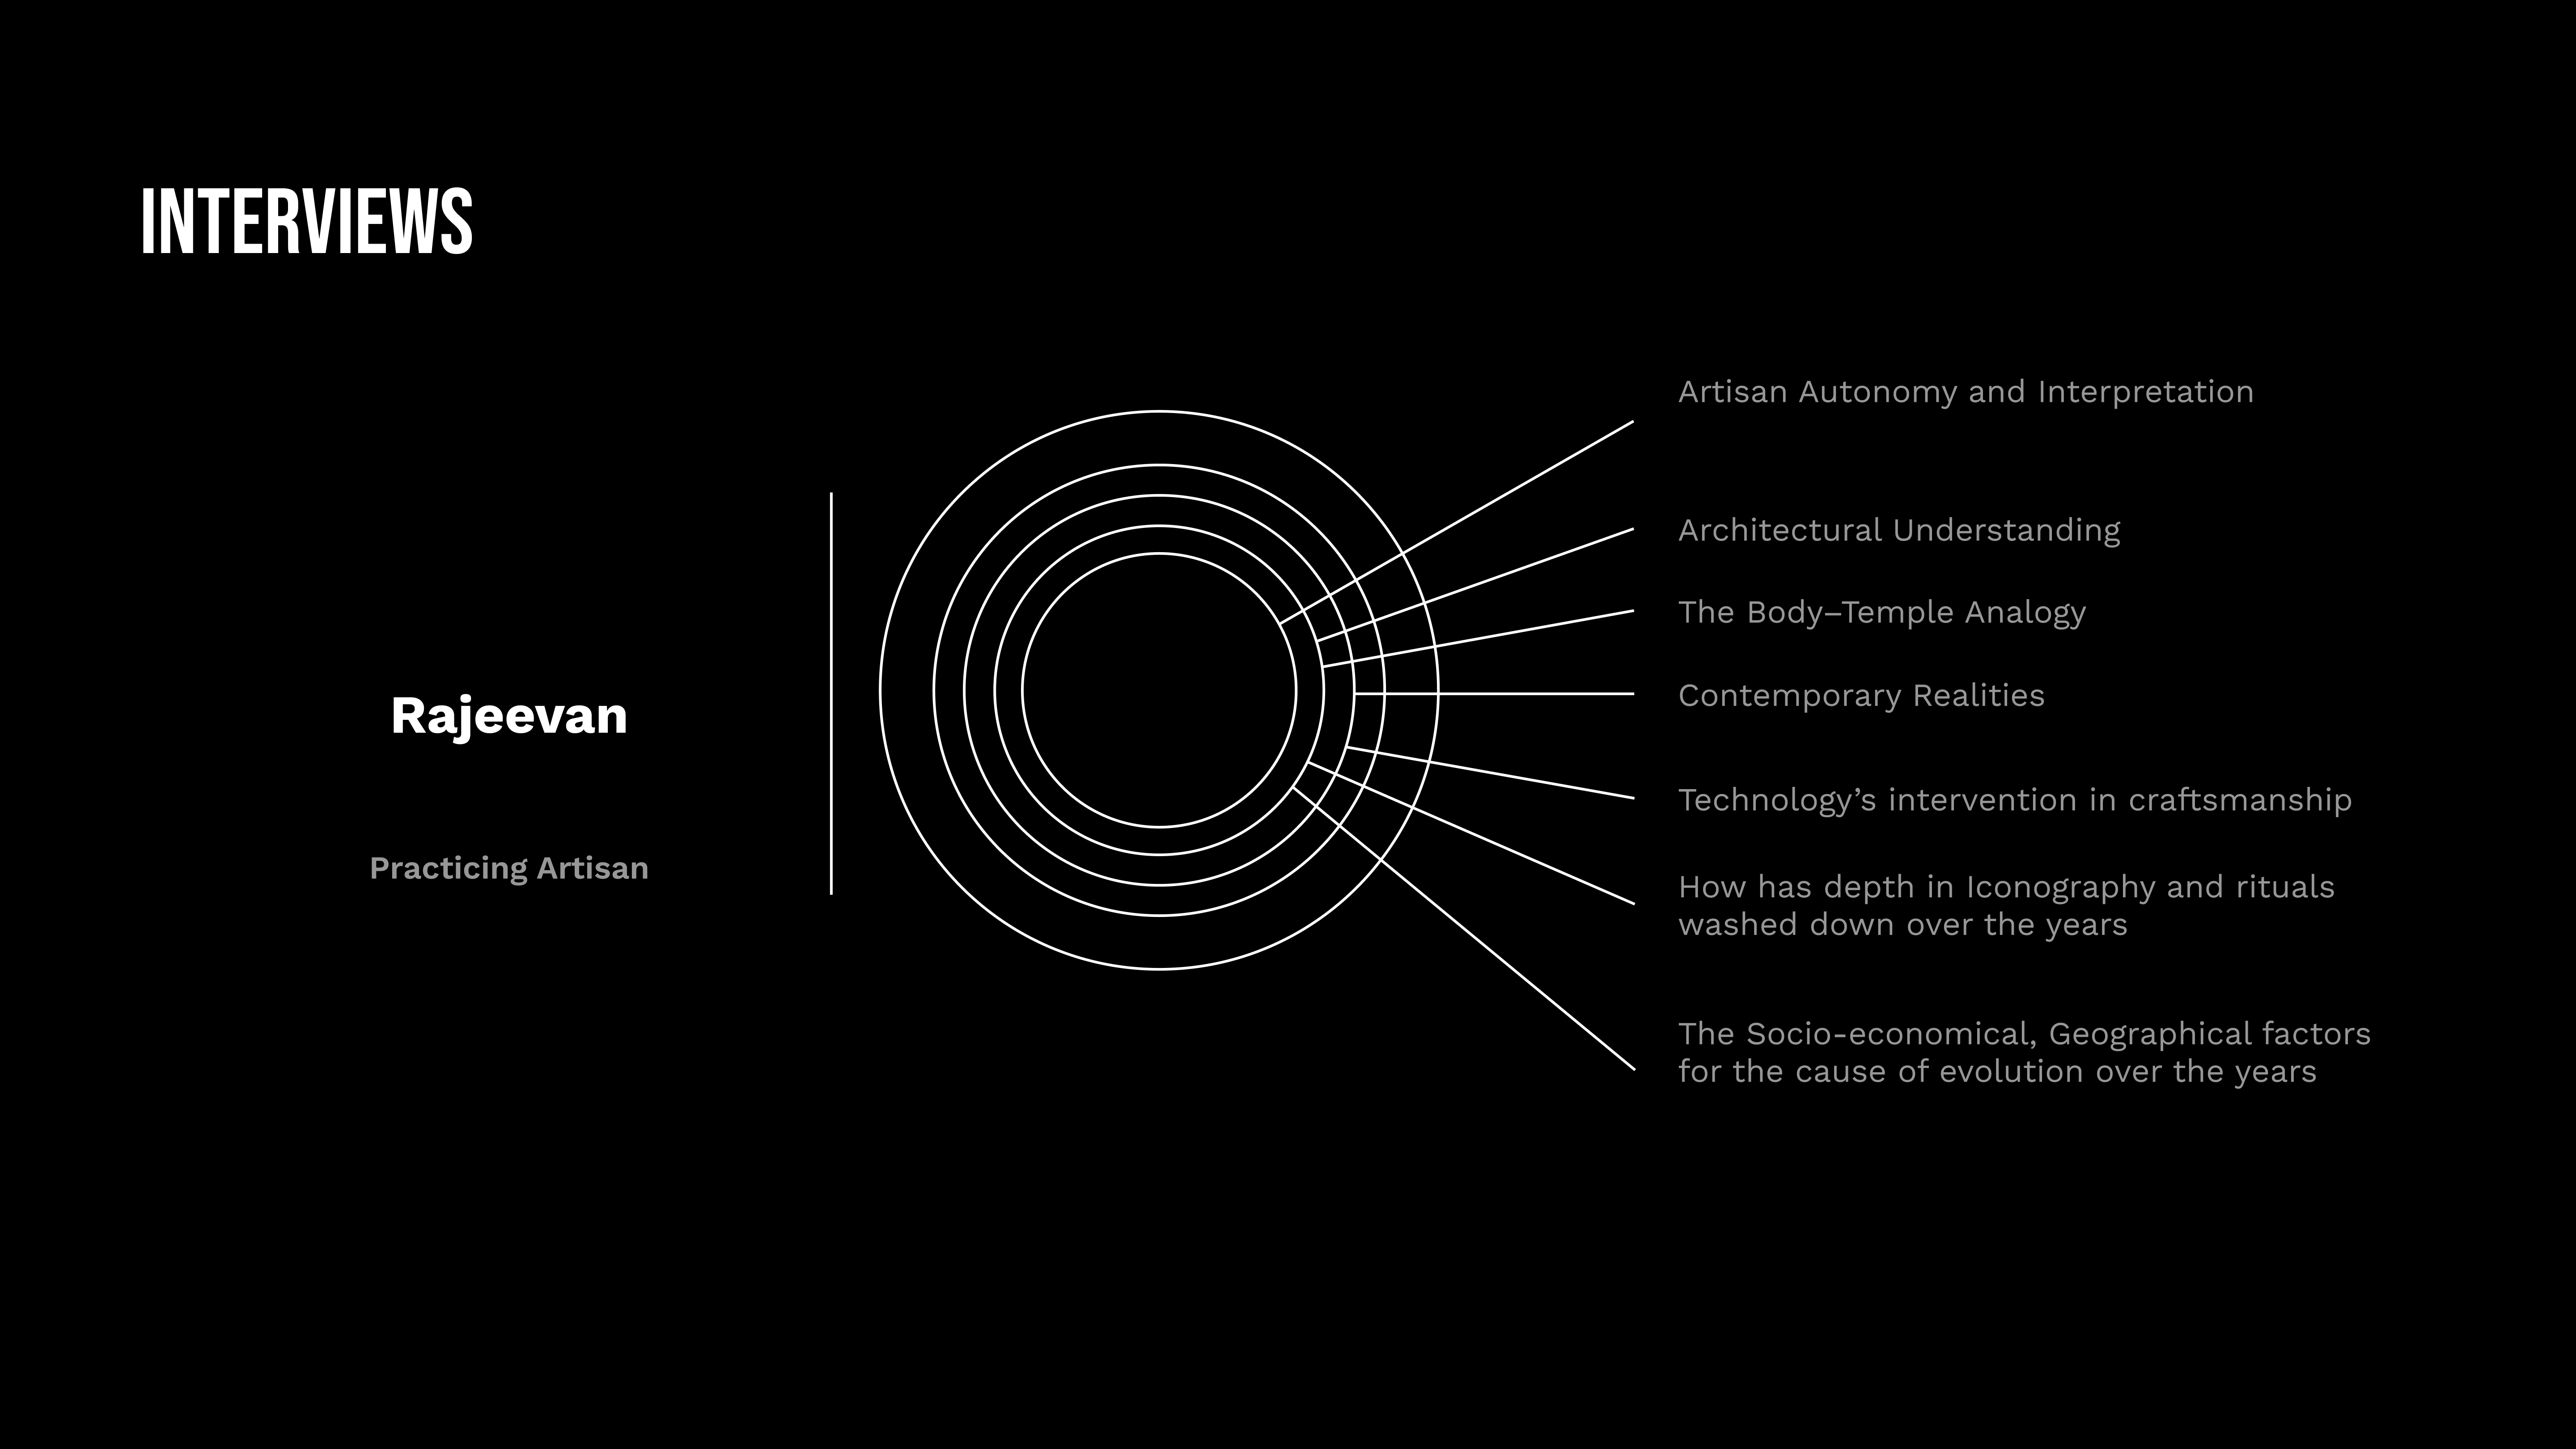 INTERVIEWS
Rajeevan
Practicing Artisan
Artisan Autonomy and Interpretation
Architectural Understanding
The Body–Temple Analogy
Contemporary Realities
Technology’s intervention in craftsmanship
How has depth in Iconography and rituals
washed down over the years
The Socio-economical, Geographical factors
for the cause of evolution over the years